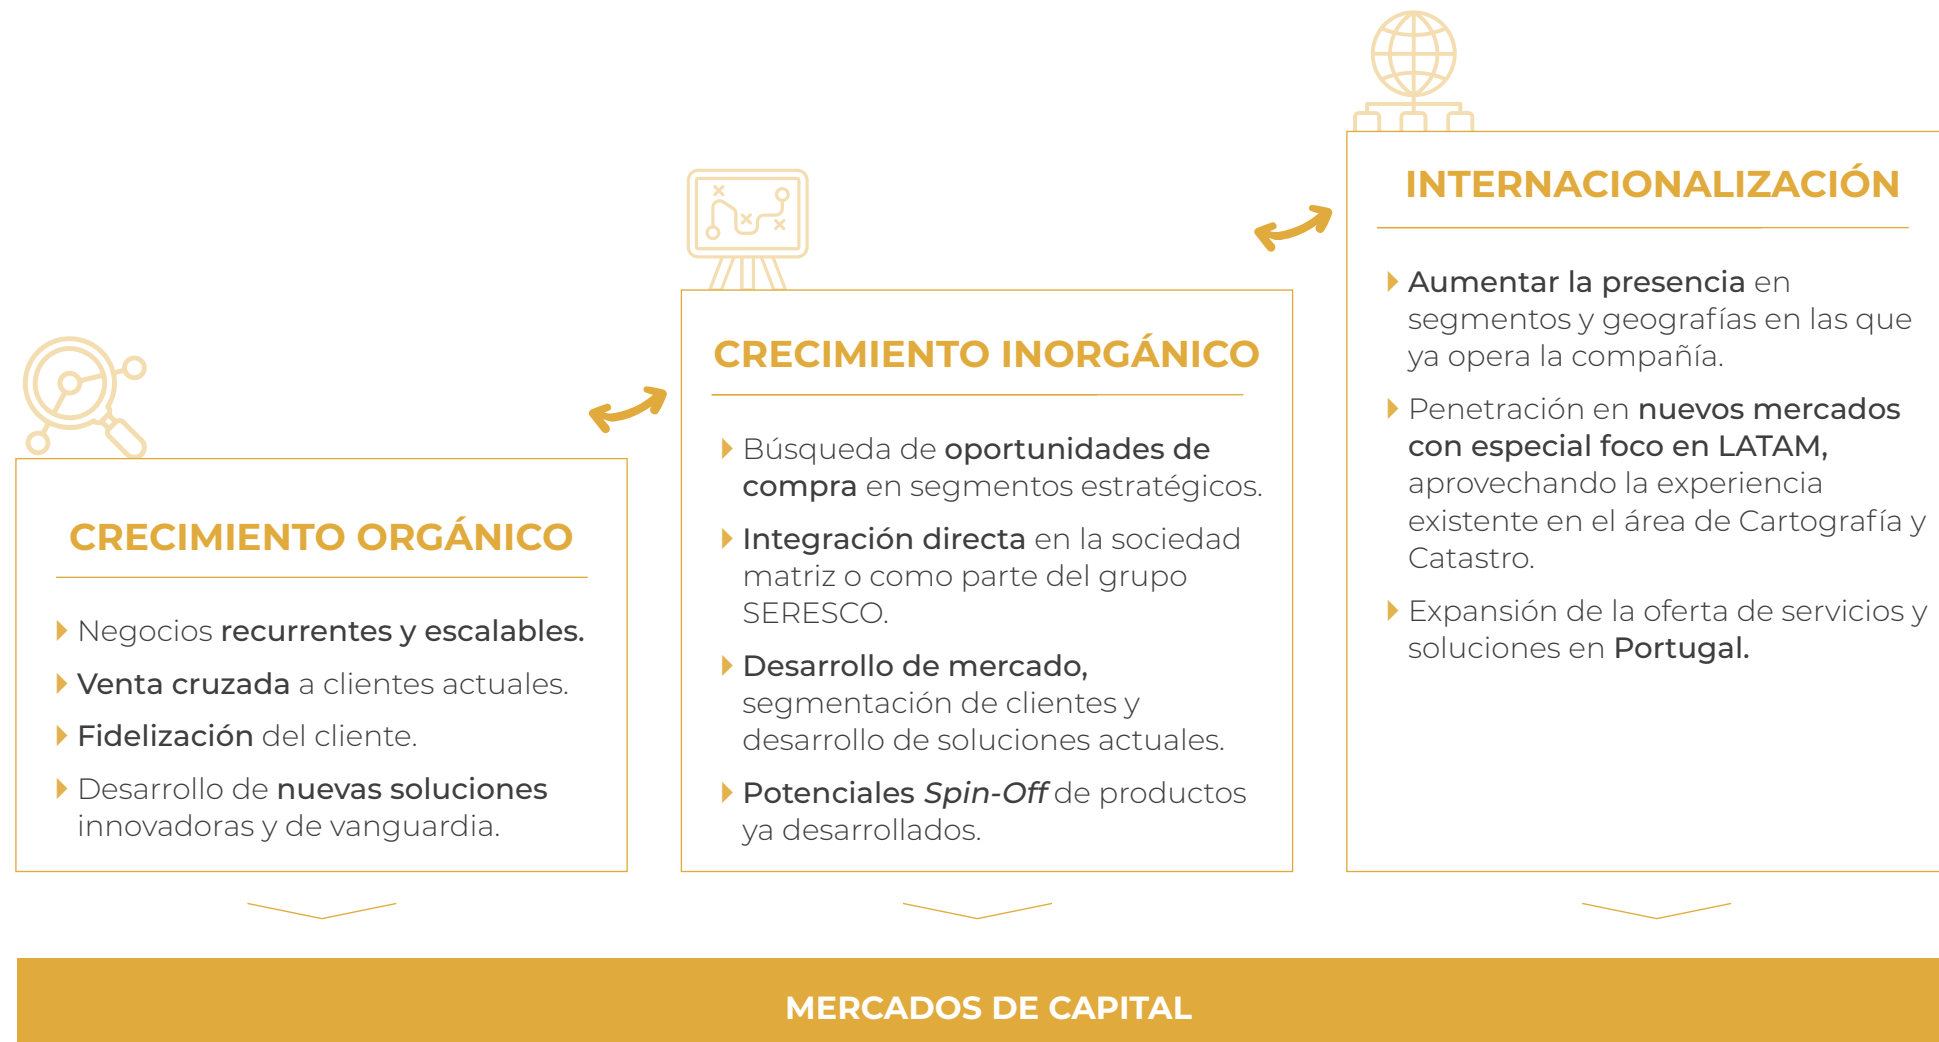 CRECIMIENTO ORGÁNICO
Negocios recurrentes y escalables.
Venta cruzada a clientes actuales.
Fidelización del cliente.
Desarrollo de nuevas soluciones
innovadoras y de vanguardia.
CRECIMIENTO INORGÁNICO
Búsqueda de oportunidades de
compra en segmentos estratégicos.
Integración directa en la sociedad
matriz o como parte del grupo
SERESCO.
Desarrollo de mercado,
segmentación de clientes y
desarrollo de soluciones actuales.
Potenciales Spin-Off de productos
ya desarrollados.
INTERNACIONALIZACIÓN
Aumentar la presencia en
segmentos y geografías en las que
ya opera la compañía.
Penetración en nuevos mercados
con especial foco en LATAM,
aprovechando la experiencia
existente en el área de Cartografía y
Catastro.
Expansión de la oferta de servicios y
soluciones en Portugal.
MERCADOS DE CAPITAL